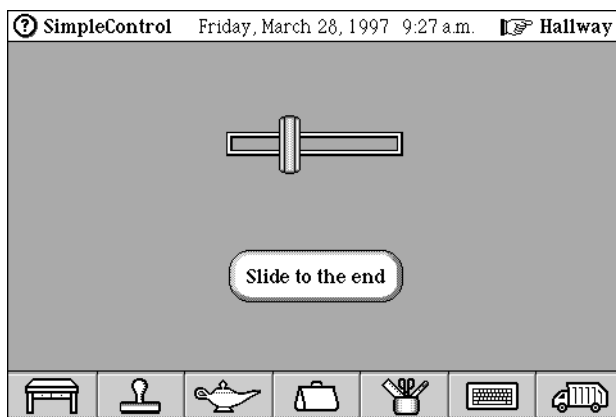 ? SimpleControl Friday, March 28, 1997 9:27 a.m. Hallway
Slide to the end